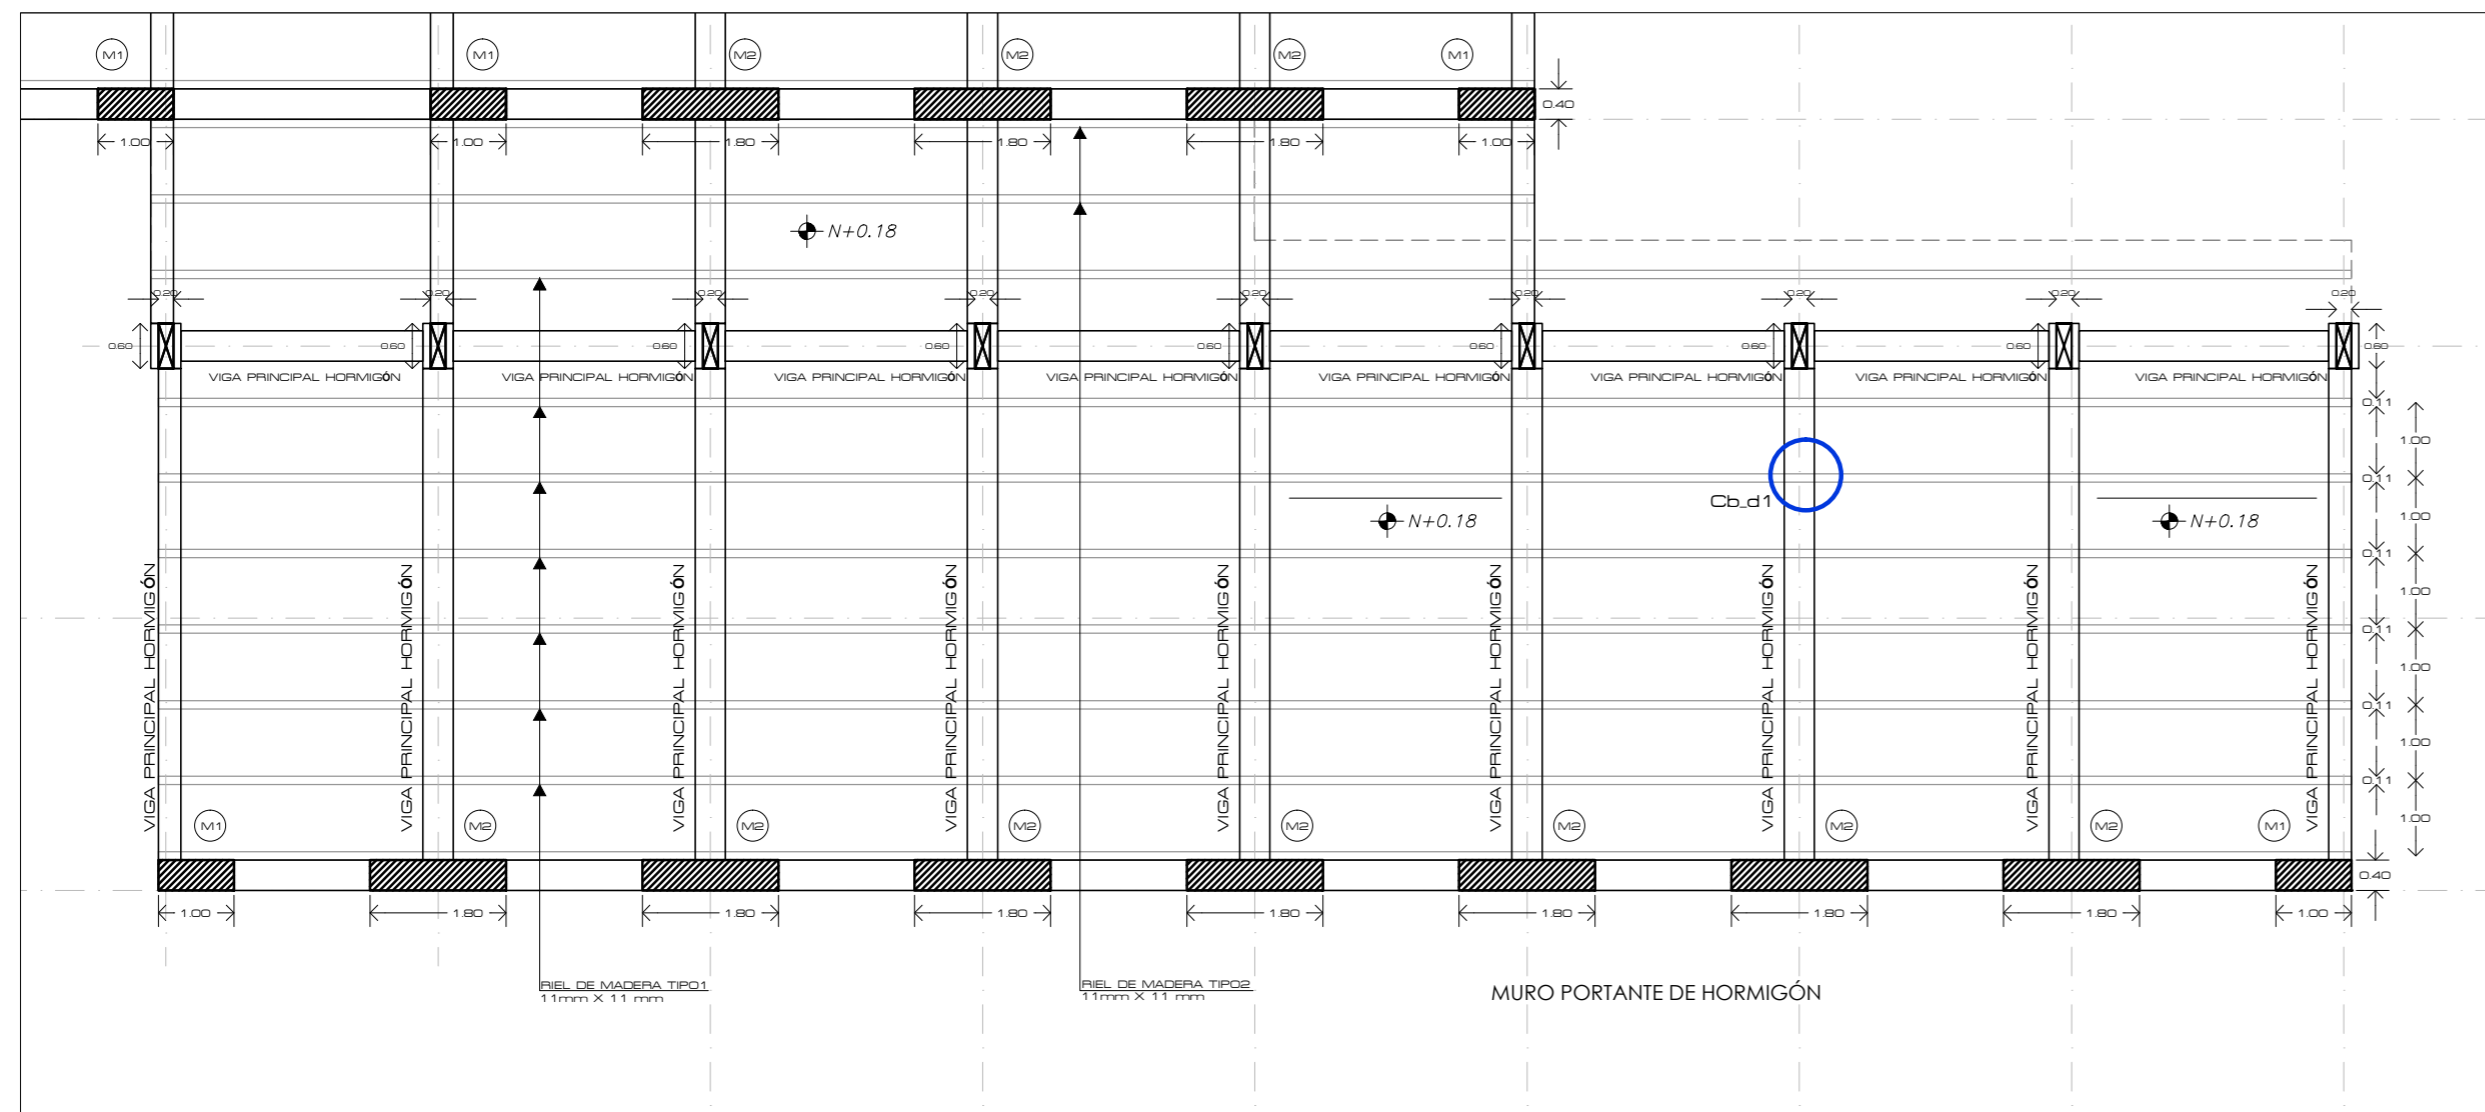 M1 M1 M2 M2 M2 M1
0.40
1.00 1.00 1.80 1.80 1.80 1.00
N+0.18
0.20 0.20 0.20 0.20 0.20 0.20 0.20 0.20 0.20
0.60 0.60 0.60 0.60 0.60 0.60 0.60 0.60 0.60
VIGA PRINCIPAL HORMIGÓN VIGA PRINCIPAL HORMIGÓN VIGA PRINCIPAL HORMIGÓN VIGA PRINCIPAL HORMIGÓN VIGA PRINCIPAL HORMIGÓN VIGA PRINCIPAL HORMIGÓN VIGA PRINCIPAL HORMIGÓN VIGA PRINCIPAL HORMIGÓN
0.11
1.00
0.11
Cb_d1
N+0.18 N+0.18
1.00
0.11
1.00
0.11
1.00
0.11
1.00
0.11
1.00
VIGA PRINCIPAL HORMIGÓN
VIGA PRINCIPAL HORMIGÓN
VIGA PRINCIPAL HORMIGÓN
VIGA PRINCIPAL HORMIGÓN
VIGA PRINCIPAL HORMIGÓN
VIGA PRINCIPAL HORMIGÓN
VIGA PRINCIPAL HORMIGÓN
VIGA PRINCIPAL HORMIGÓN
VIGA PRINCIPAL HORMIGÓN
M1 M2 M2 M2 M2 M2 M2 M2 M1
0.40
1.00 1.80 1.80 1.80 1.80 1.80 1.80 1.80 1.00
RIEL DE MADERA TIPO1
11mm X 11 mm
RIEL DE MADERA TIPO2
11mm X 11 mm
MURO PORTANTE DE HORMIGÓN